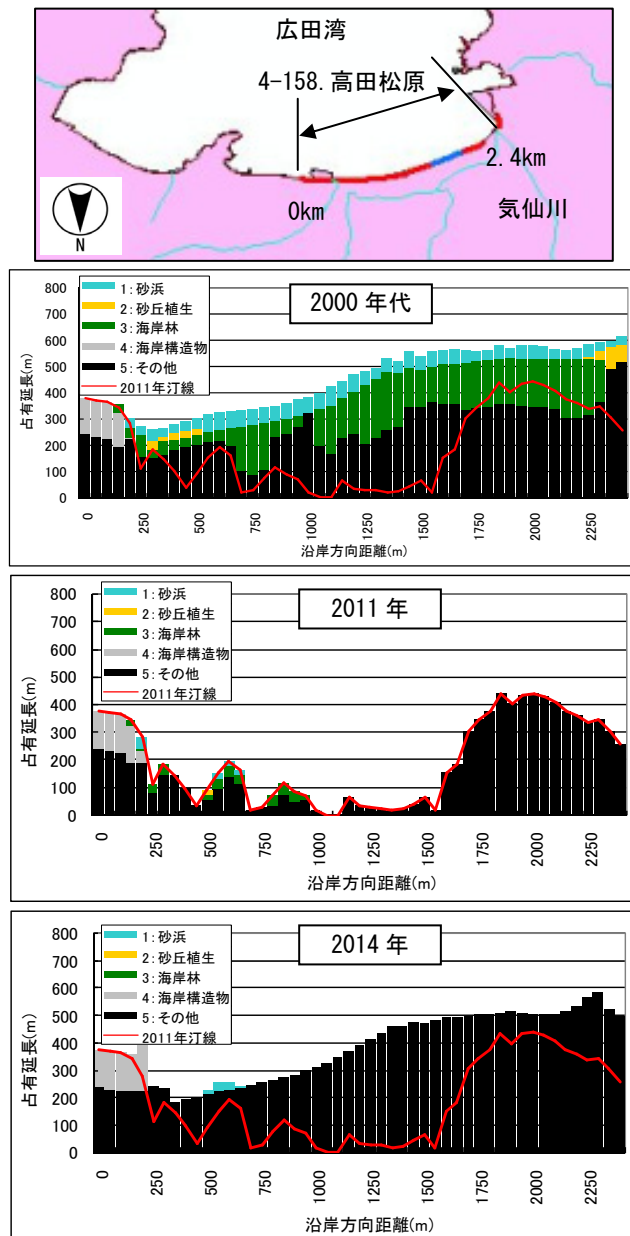 広田湾
4-158. 高田松原
2.4km
0km
気仙川
N
2000 年代
1: 砂浜
2: 砂丘植生
3: 海岸林
4: 海岸構造物
5: その他
2011年汀線
占有延長(m)
800
700
600
500
400
300
200
100
0
0
250
500
750
1000
1250
1500
1750
2000
2250
沿岸方向距離(m)
2011 年
1: 砂浜
2: 砂丘植生
3: 海岸林
4: 海岸構造物
5: その他
2011年汀線
占有延長(m)
800
700
600
500
400
300
200
100
0
0
250
500
750
1000
1250
1500
1750
2000
2250
沿岸方向距離(m)
2014 年
1: 砂浜
2: 砂丘植生
3: 海岸林
4: 海岸構造物
5: その他
2011年汀線
占有延長(m)
800
700
600
500
400
300
200
100
0
0
250
500
750
1000
1250
1500
1750
2000
2250
沿岸方向距離(m)